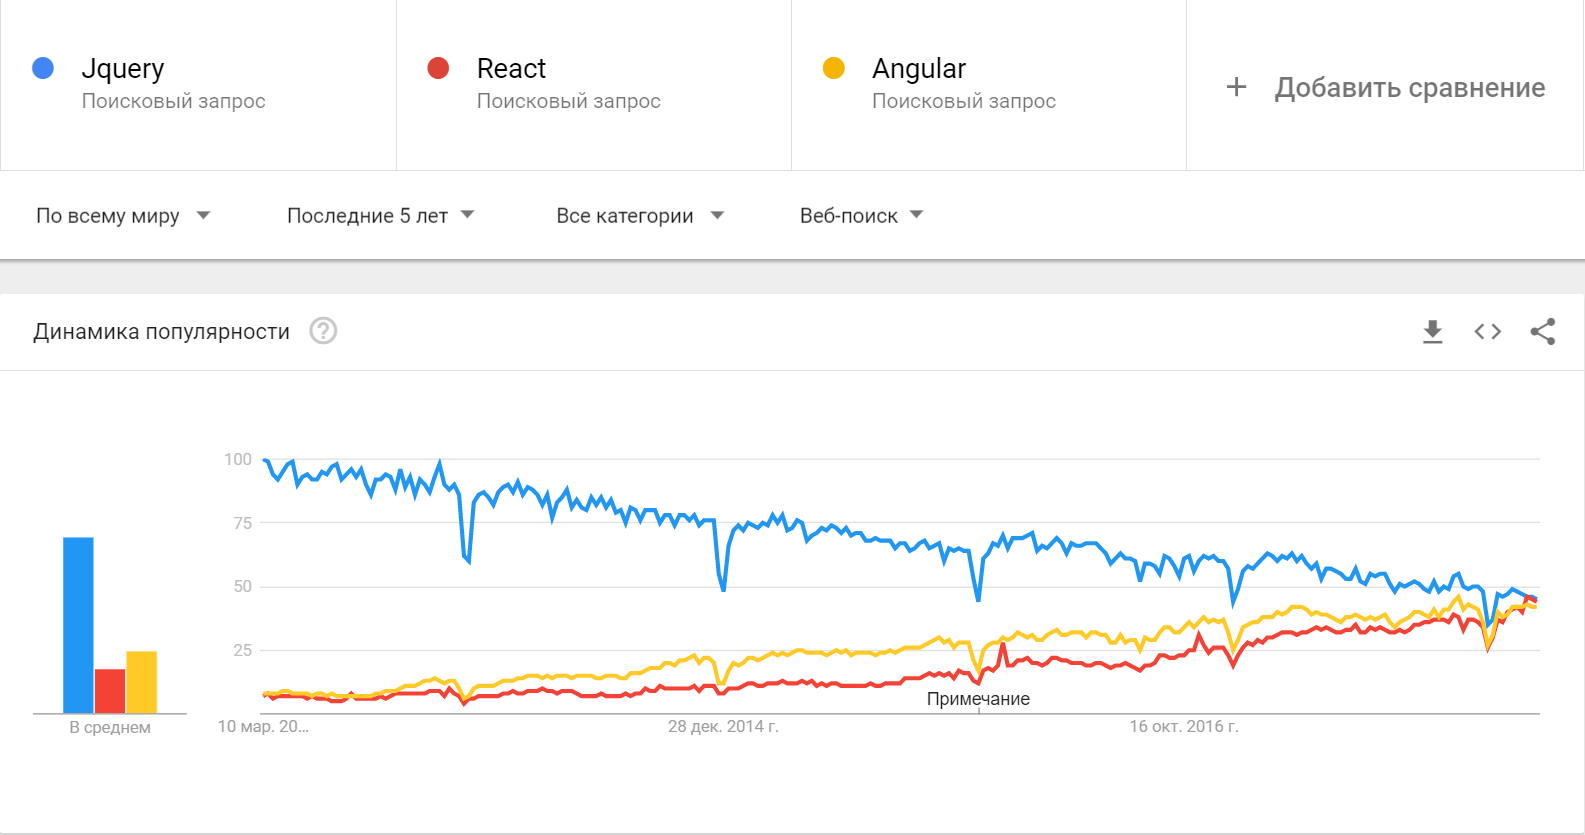 Jquery
Поисковый запрос
React
Поисковый запрос
Angular
Поисковый запрос
+ Добавить сравнение
По всему миру
Последние 5 лет
Все категории
Веб-поиск
Динамика популярности ?
100
75
50
25
Примечание
В среднем
10 мар. 20...
28 дек. 2014 г.
16 окт. 2016 г.